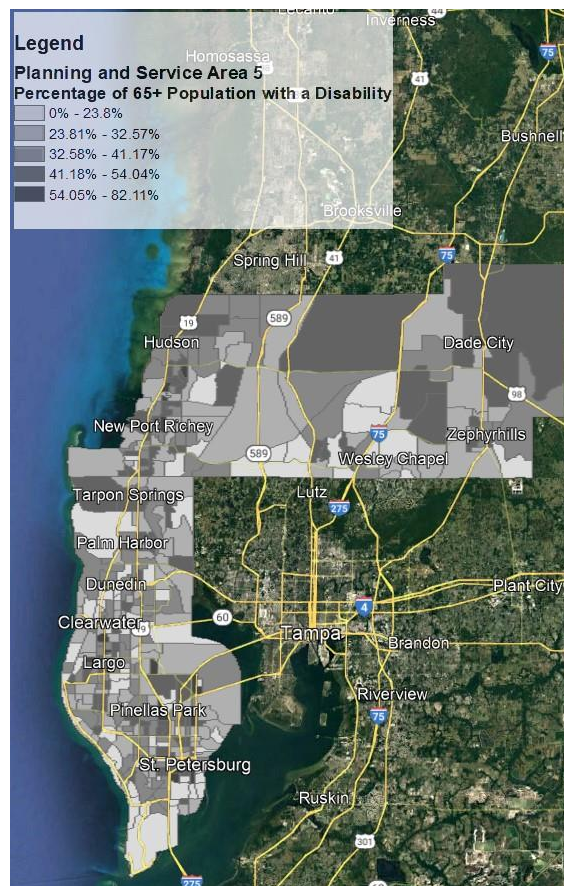 Lecanto
44
Inverness
Legend
Homosassa
75
Planning and Service Area 5
41
Percentage of 65+ Population with a Disability
0% - 23.8%
23.81% - 32.57%
Bushnell
32.58% - 41.17%
41.18% - 54.04%
54.05% - 82.11%
Brooksville
75
Spring Hill
41
19
589
Hudson
Dade City
98
New Port Richey
75
Zephyrhills
589
Wesley Chapel
Tarpon Springs
Lutz
275
Palm Harbor
Dunedin
Plant City
4
Clearwater
19
60
Tampa
Brandon
Largo
Riverview
Pinellas Park
75
St. Petersburg
Ruskin
301
275